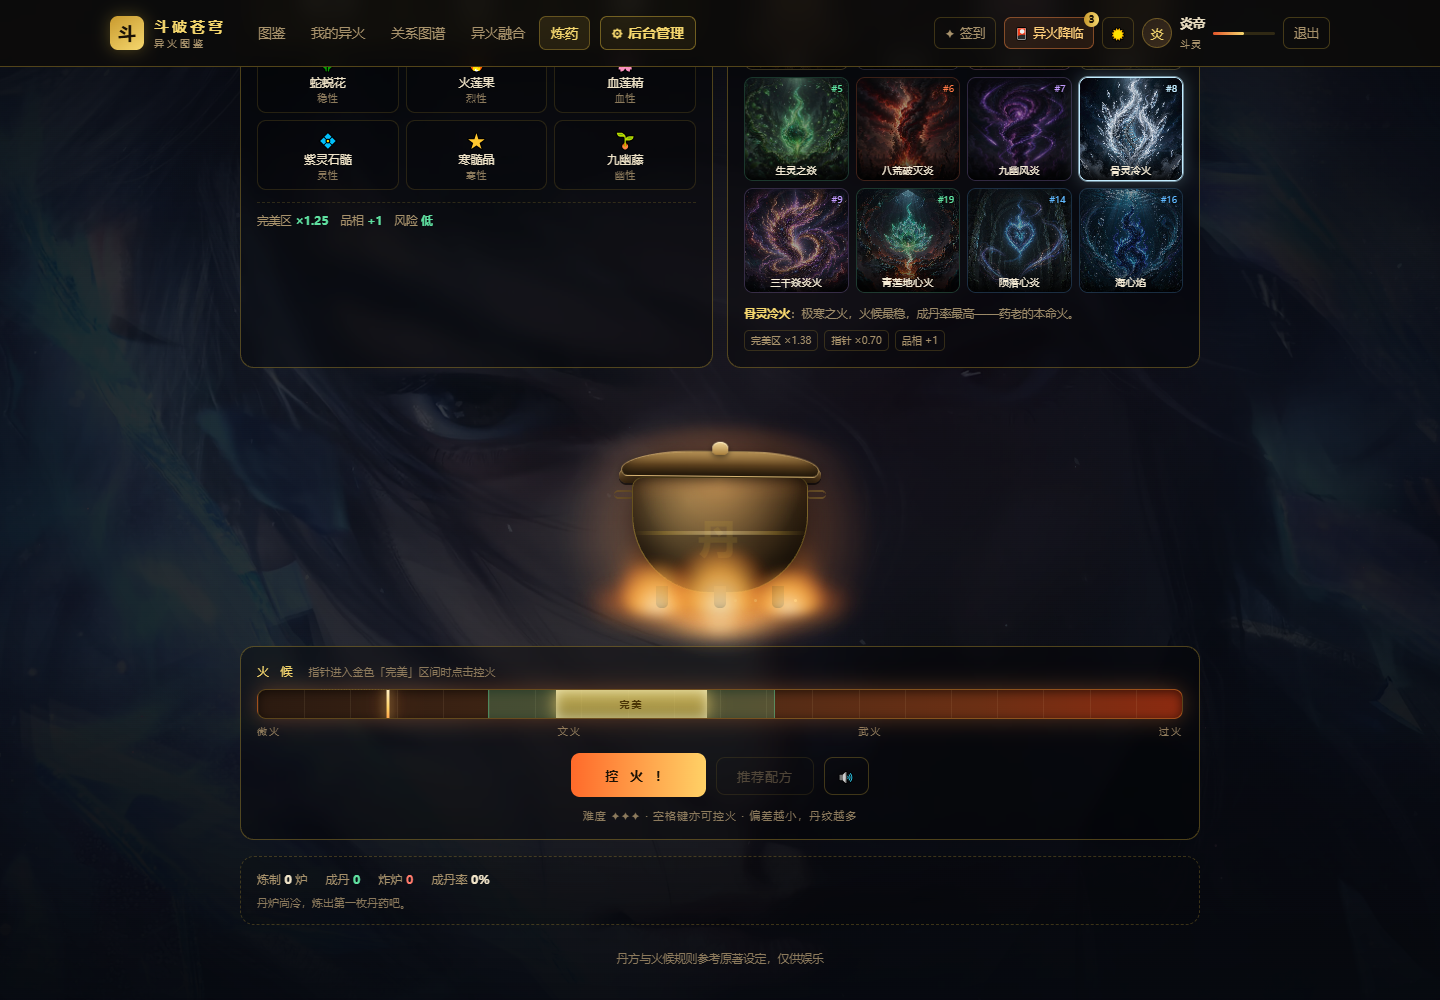 斗 斗破苍穹 异火图鉴 图鉴 我的异火 关系图谱 异火融合 炼药 后台管理 签到 异火降临 3 炎 炎帝 斗灵 退出
蛇蜕花 火莲果 血莲精
稳性 烈性 血性
紫灵石髓 寒髓晶 九幽藤
灵性 寒性 幽性
完美区 ×1.25 品相 +1 风险 低
#5 #6 #7 #8
生灵之焱 八荒破灭炎 九幽风炎 骨灵冷火
#9 #19 #14 #16
三千焱炎火 青莲地心火 陨落心炎 海心焰
骨灵冷火：极寒之火，火候最稳，成丹率最高——药老的本命火。
完美区 ×1.38 指针 ×0.70 品相 +1
丹
火 候 指针进入金色「完美」区间时点击控火
完美
微火 文火 武火 过火
控 火 ！ 推荐配方
难度 ✦✦✦ · 空格键亦可控火 · 偏差越小，丹纹越多
炼制 0 炉 成丹 0 炸炉 0 成丹率 0%
丹炉尚冷，炼出第一枚丹药吧。
丹方与火候规则参考原著设定，仅供娱乐